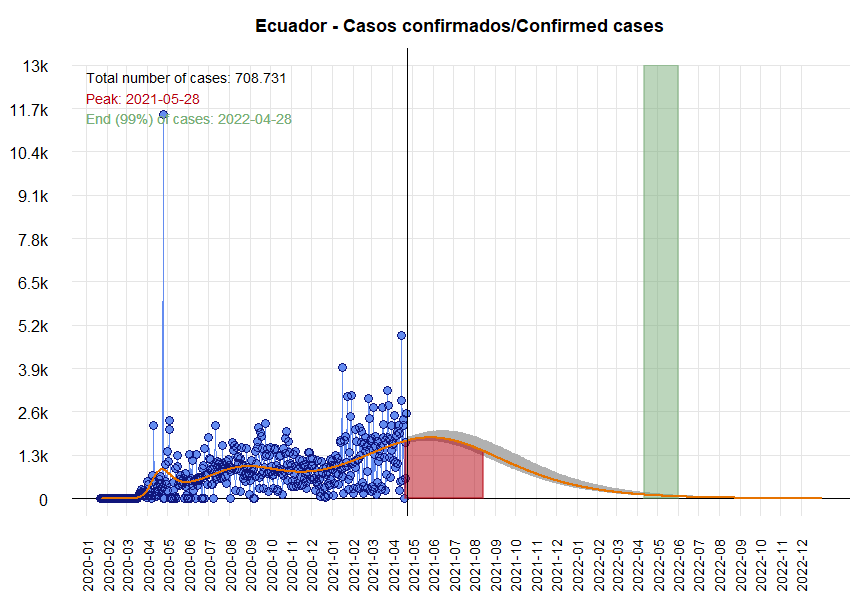 Ecuador - Casos confirmados/Confirmed cases
13k
11.7k
10.4k
9.1k
7.8k
6.5k
5.2k
3.9k
2.6k
1.3k
0
Total number of cases: 708.731
Peak: 2021-05-28
End (99%) of cases: 2022-04-28
2020-01
2020-02
2020-03
2020-04
2020-05
2020-06
2020-07
2020-08
2020-09
2020-10
2020-11
2020-12
2021-01
2021-02
2021-03
2021-04
2021-05
2021-06
2021-07
2021-08
2021-09
2021-10
2021-11
2021-12
2022-01
2022-02
2022-03
2022-04
2022-05
2022-06
2022-07
2022-08
2022-09
2022-10
2022-11
2022-12